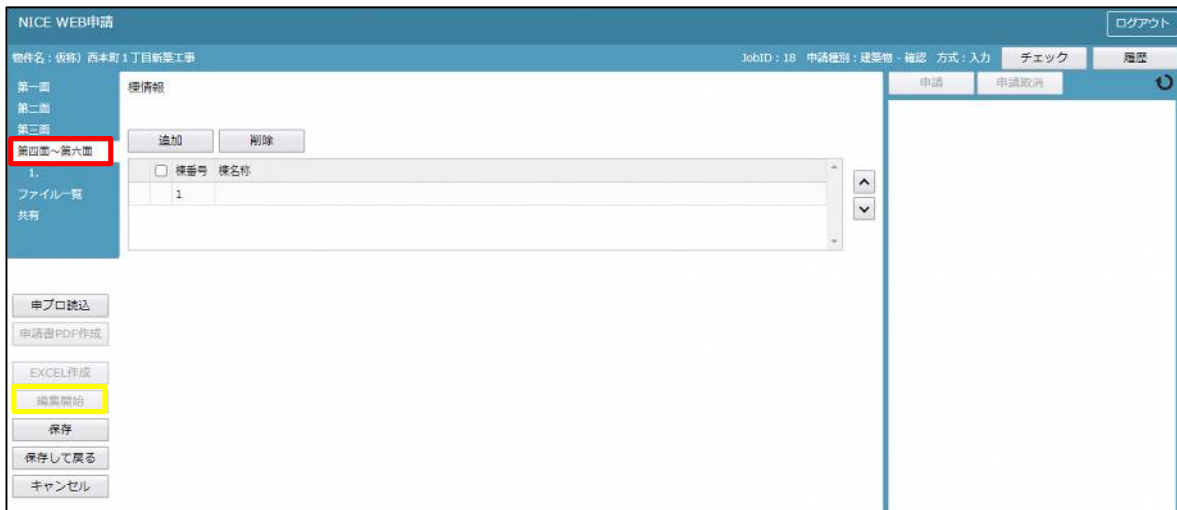 NICE WEB申請
ログアウト
物件名：仮称）西本町１丁目新築工事
JobID：18 申請種別：建築物 - 確認 方式：入力
チェック
履歴
第一面
第二面
第三面
第四面～第六面
1.
ファイル一覧
共有
棟情報
追加
削除
棟番号 棟名称
1
申請
申請取消
申プロ読込
申請書PDF作成
EXCEL作成
編集開始
保存
保存して戻る
キャンセル